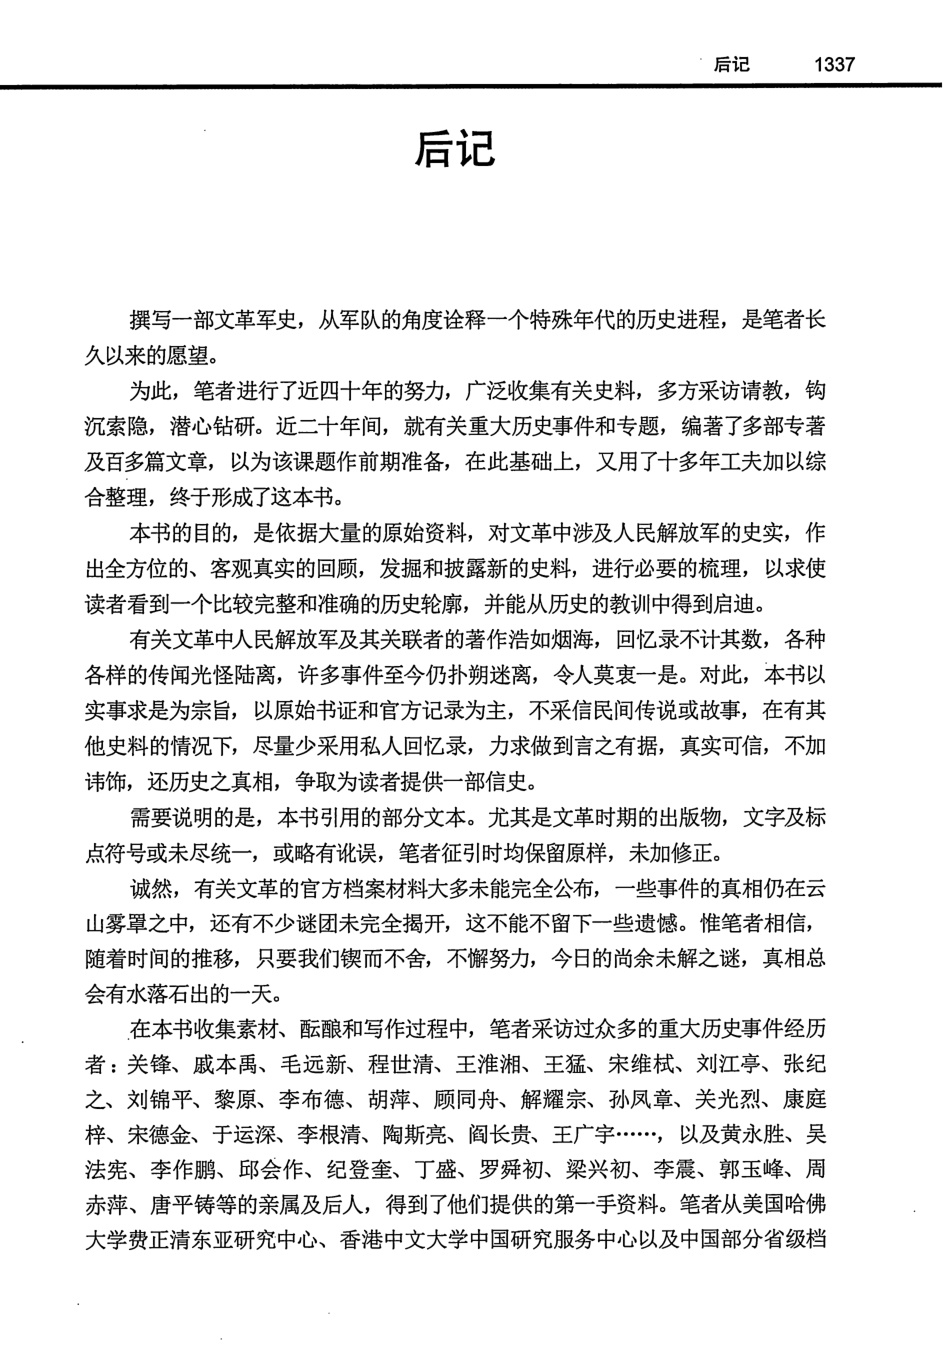 后记 1337
后记
撰写一部文革军史，从军队的角度诠释一个特殊年代的历史进程，是笔者长
久以来的愿望。
为此，笔者进行了近四十年的努力，广泛收集有关史料，多方采访请教，钩
沉索隐，潜心钻研。近二十年间，就有关重大历史事件和专题，编著了多部专著
及百多篇文章，以为该课题作前期准备，在此基础上，又用了十多年工夫加以综
合整理，终于形成了这本书。
本书的目的，是依据大量的原始资料，对文革中涉及人民解放军的史实，作
出全方位的、客观真实的回顾，发掘和披露新的史料，进行必要的梳理，以求使
读者看到一个比较完整和准确的历史轮廓，并能从历史的教训中得到启迪。
有关文革中人民解放军及其关联者的著作浩如烟海，回忆录不计其数，各种
各样的传闻光怪陆离，许多事件至今仍扑朔迷离，令人莫衷一是。对此，本书以
实事求是为宗旨，以原始书证和官方记录为主，不采信民间传说或故事，在有其
他史料的情况下，尽量少采用私人回忆录，力求做到言之有据，真实可信，不加
讳饰，还历史之真相，争取为读者提供一部信史。
需要说明的是，本书引用的部分文本。尤其是文革时期的出版物，文字及标
点符号或未尽统一，或略有讹误，笔者征引时均保留原样，未加修正。
诚然，有关文革的官方档案材料大多未能完全公布，一些事件的真相仍在云
山雾罩之中，还有不少谜团未完全揭开，这不能不留下一些遗憾。惟笔者相信，
随着时间的推移，只要我们锲而不舍，不懈努力，今日的尚余未解之谜，真相总
会有水落石出的一天。
在本书收集素材、酝酿和写作过程中，笔者采访过众多的重大历史事件经历
者：关锋、戚本禹、毛远新、程世清、王淮湘、王猛、宋维栻、刘江亭、张纪
之、刘锦平、黎原、李布德、胡萍、顾同舟、解耀宗、孙凤章、关光烈、康庭
梓、宋德金、于运深、李根清、陶斯亮、阎长贵、王广宇……，以及黄永胜、吴
法宪、李作鹏、邱会作、纪登奎、丁盛、罗舜初、梁兴初、李震、郭玉峰、周
赤萍、唐平铸等的亲属及后人，得到了他们提供的第一手资料。笔者从美国哈佛
大学费正清东亚研究中心、香港中文大学中国研究服务中心以及中国部分省级档